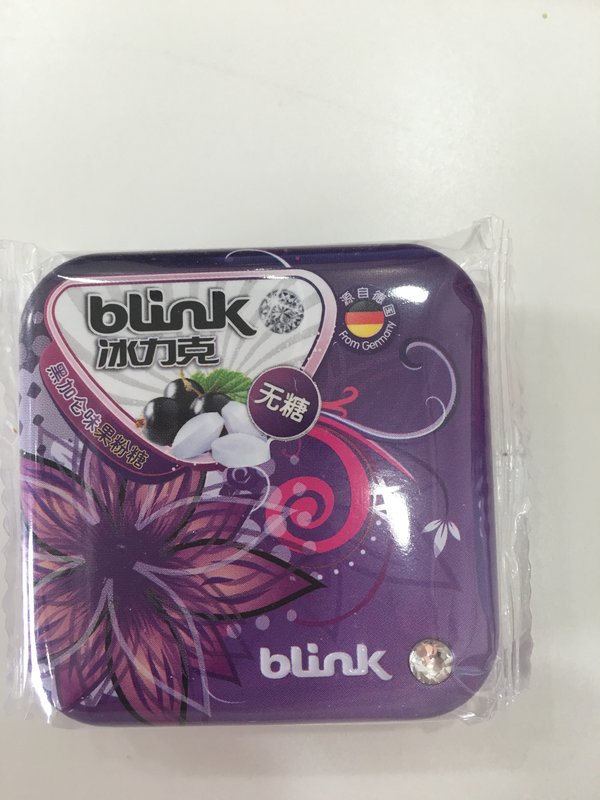 blink
冰力克
黑加仑味果粉糖
无糖
源自德国
From Germany
blink